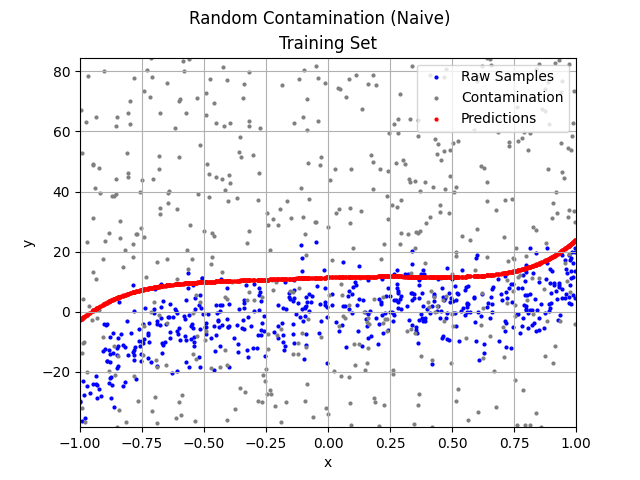 Random Contamination (Naive)
Training Set
Raw Samples
Contamination
Predictions
80
60
40
20
0
−20
y
−1.00 −0.75 −0.50 −0.25 0.00 0.25 0.50 0.75 1.00
x